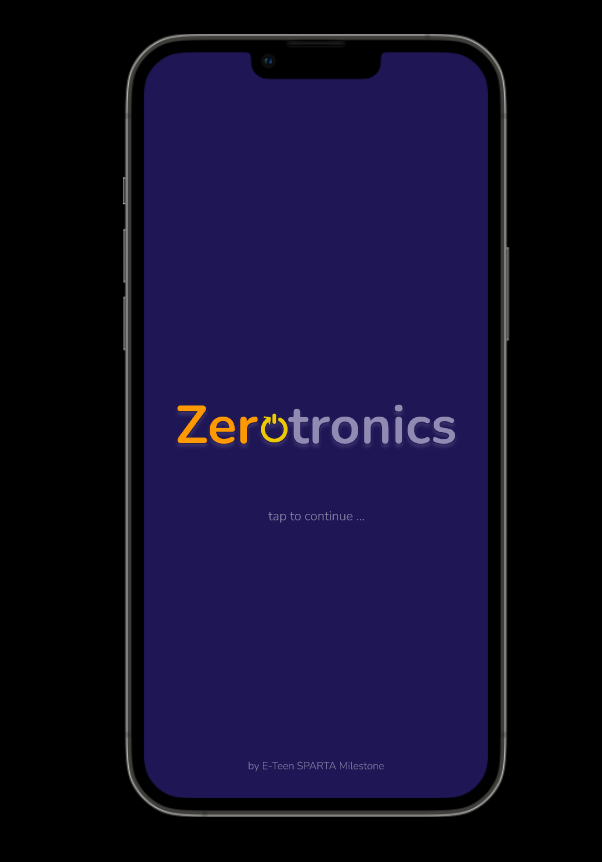 Zerotronics
tap to continue ...
by E-Teen SPARTA Milestone